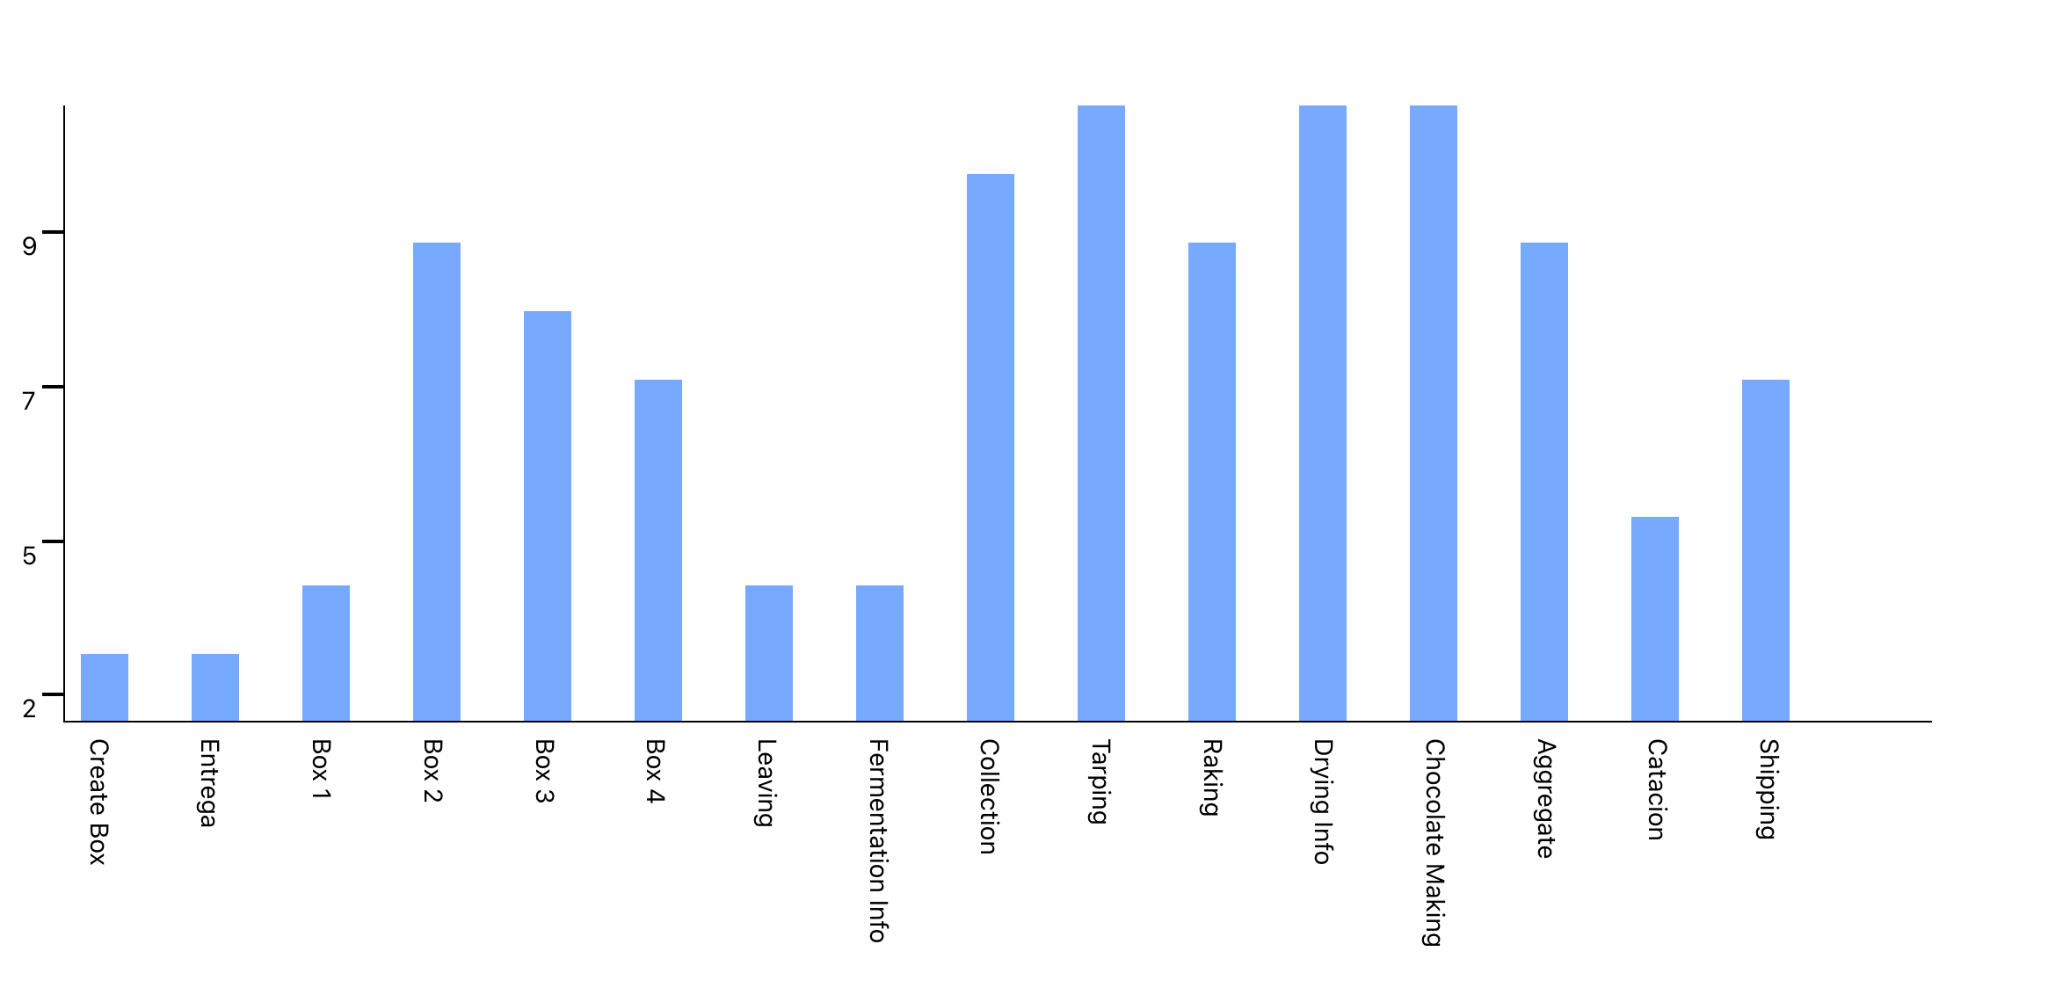 9
7
5
2
Create Box
Entrega
Box 1
Box 2
Box 3
Box 4
Leaving
Fermentation Info
Collection
Tarping
Raking
Drying Info
Chocolate Making
Aggregate
Catacion
Shipping